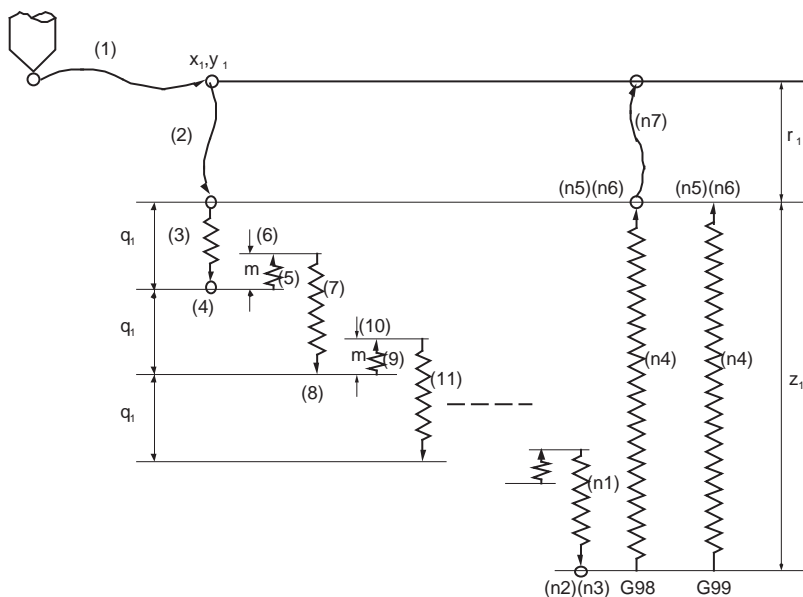 (1)
x₁,y₁
(2)
(n7)
r₁
(n5)(n6)
(n5)(n6)
q₁
(3)
(6)
m
(5)
(7)
(4)
q₁
(10)
m
(9)
(n4)
(n4)
z₁
(11)
(8)
q₁
(n1)
(n2)(n3)
G98
G99